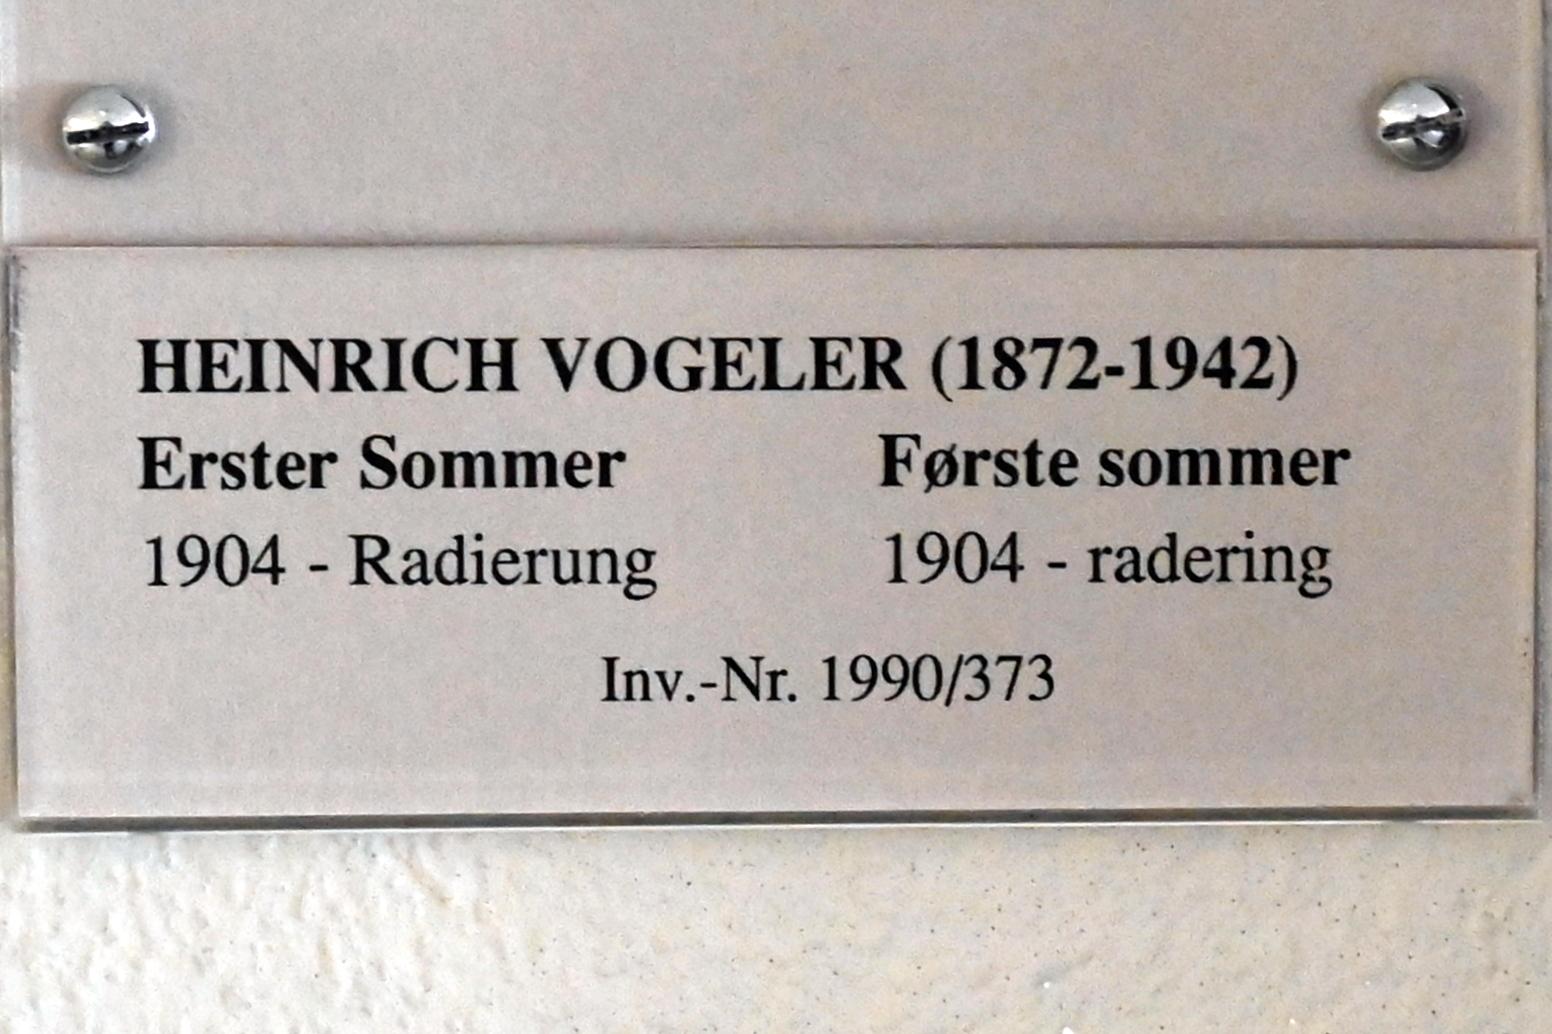 HEINRICH VOGELER (1872-1942)
Erster Sommer Første sommer
1904 - Radierung 1904 - radering
Inv.-Nr. 1990/373